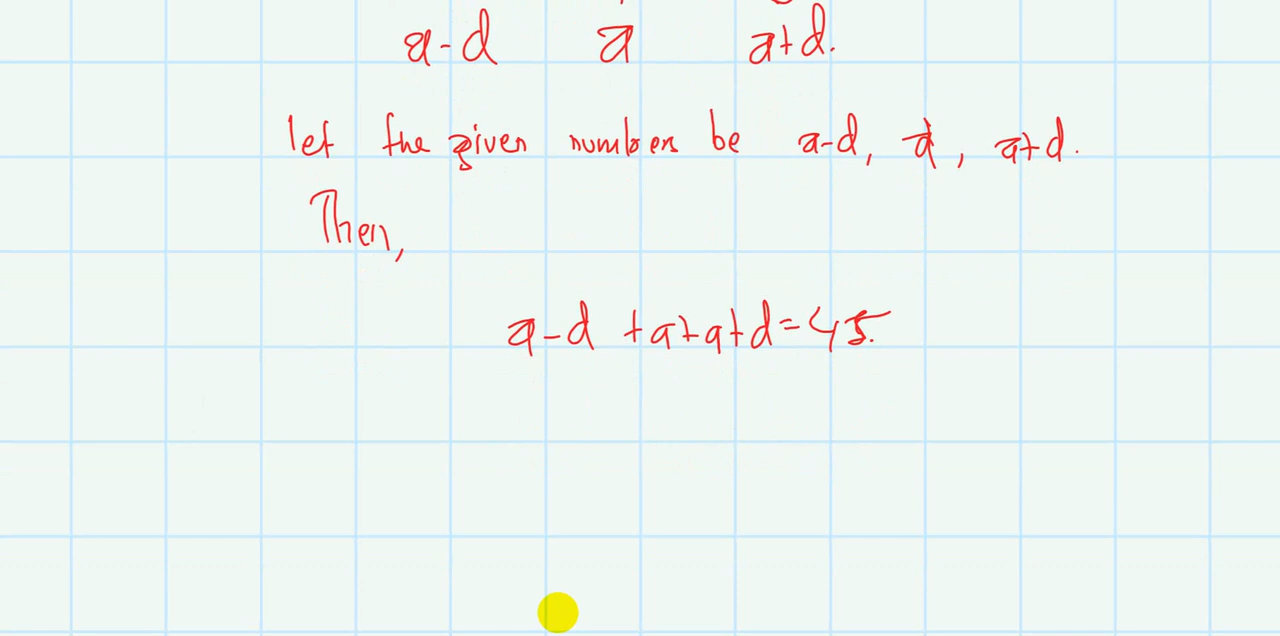 a-d a a+d.
let the given numbers be a-d, a, a+d.
Then,
a-d +a+a+d=45.